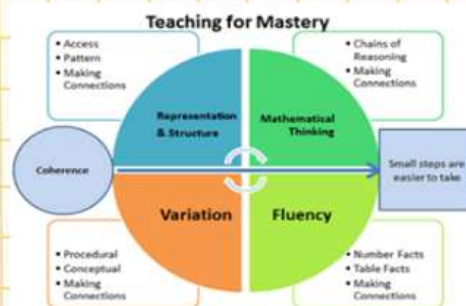 Teaching for Mastery
• Access
• Pattern
• Making
Connections
• Chains of
Reasoning
• Making
Connections
Representation
& Structure
Mathematical
Thinking
Coherence
Small steps are
easier to take
Variation
Fluency
• Procedural
• Conceptual
• Making
Connections
• Number Facts
• Table Facts
• Making
Connections